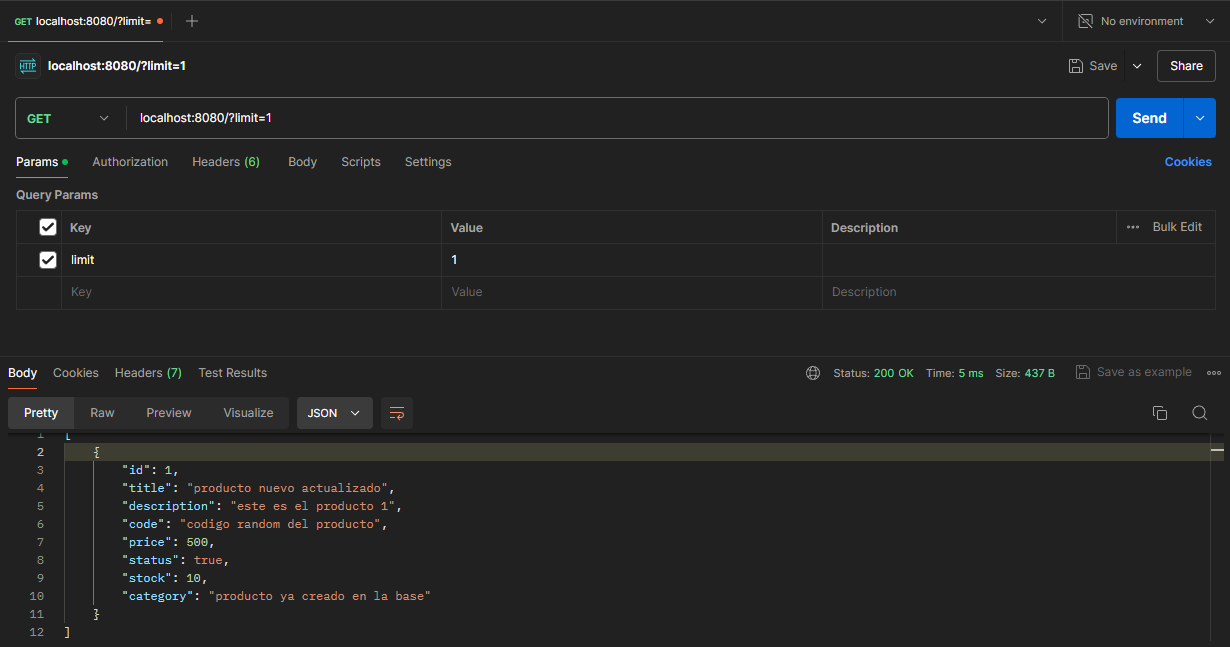 GET localhost:8080/?limit= No environment
HTTP localhost:8080/?limit=1 Save Share
GET localhost:8080/?limit=1 Send
Params Authorization Headers (6) Body Scripts Settings Cookies
Query Params
Key Value Description Bulk Edit
limit 1
Key Value Description
Body Cookies Headers (7) Test Results Status: 200 OK Time: 5 ms Size: 437 B Save as example
Pretty Raw Preview Visualize JSON
1 [
2 {
3 "id": 1,
4 "title": "producto nuevo actualizado",
5 "description": "este es el producto 1",
6 "code": "codigo random del producto",
7 "price": 500,
8 "status": true,
9 "stock": 10,
10 "category": "producto ya creado en la base"
11 }
12 ]